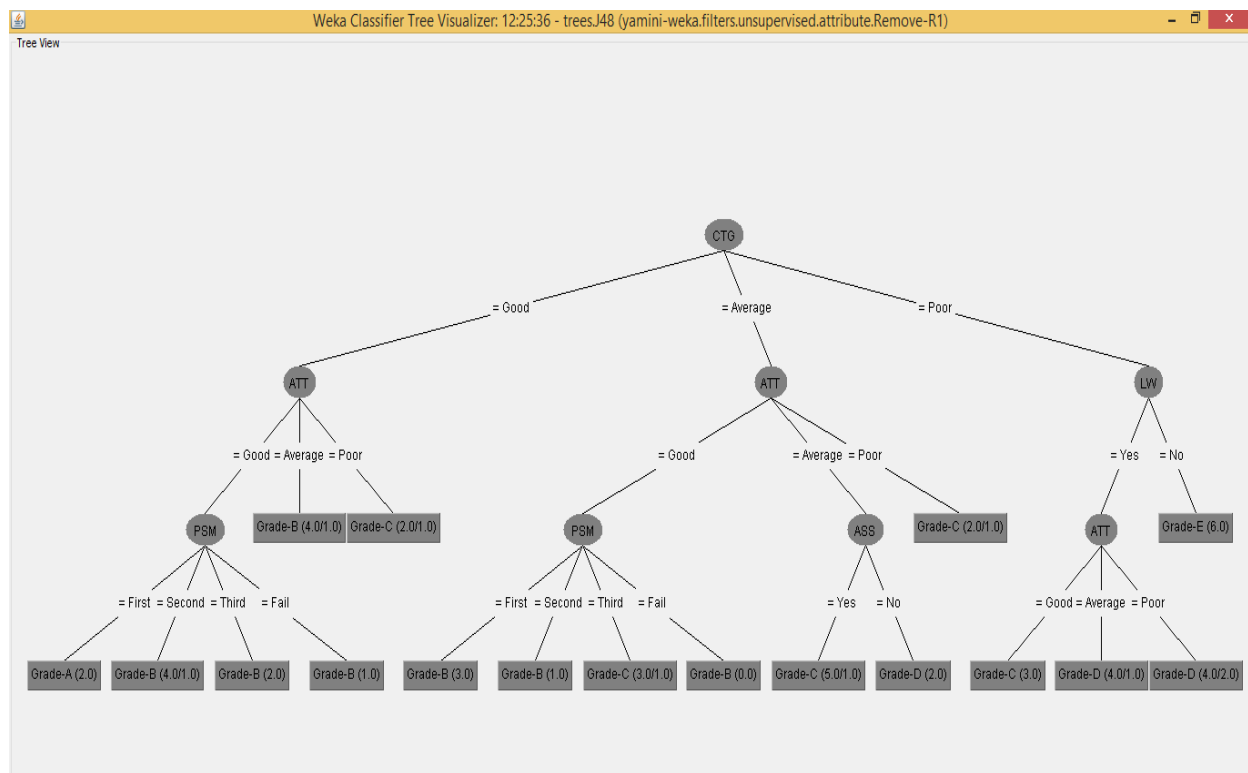 Weka Classifier Tree Visualizer: 12:25:36 - trees.J48 (yamini-weka.filters.unsupervised.attribute.Remove-R1)
Tree View
CTG
= Good = Average = Poor
ATT ATT LW
= Good = Average = Poor = Good = Average = Poor = Yes = No
PSM Grade-B (4.0/1.0) Grade-C (2.0/1.0) PSM ASS Grade-C (2.0/1.0) ATT Grade-E (6.0)
= First = Second = Third = Fail = First = Second = Third = Fail = Yes = No = Good = Average = Poor
Grade-A (2.0) Grade-B (4.0/1.0) Grade-B (2.0) Grade-B (1.0) Grade-B (3.0) Grade-B (1.0) Grade-C (3.0/1.0) Grade-B (0.0) Grade-C (5.0/1.0) Grade-D (2.0) Grade-C (3.0) Grade-D (4.0/1.0) Grade-D (4.0/2.0)